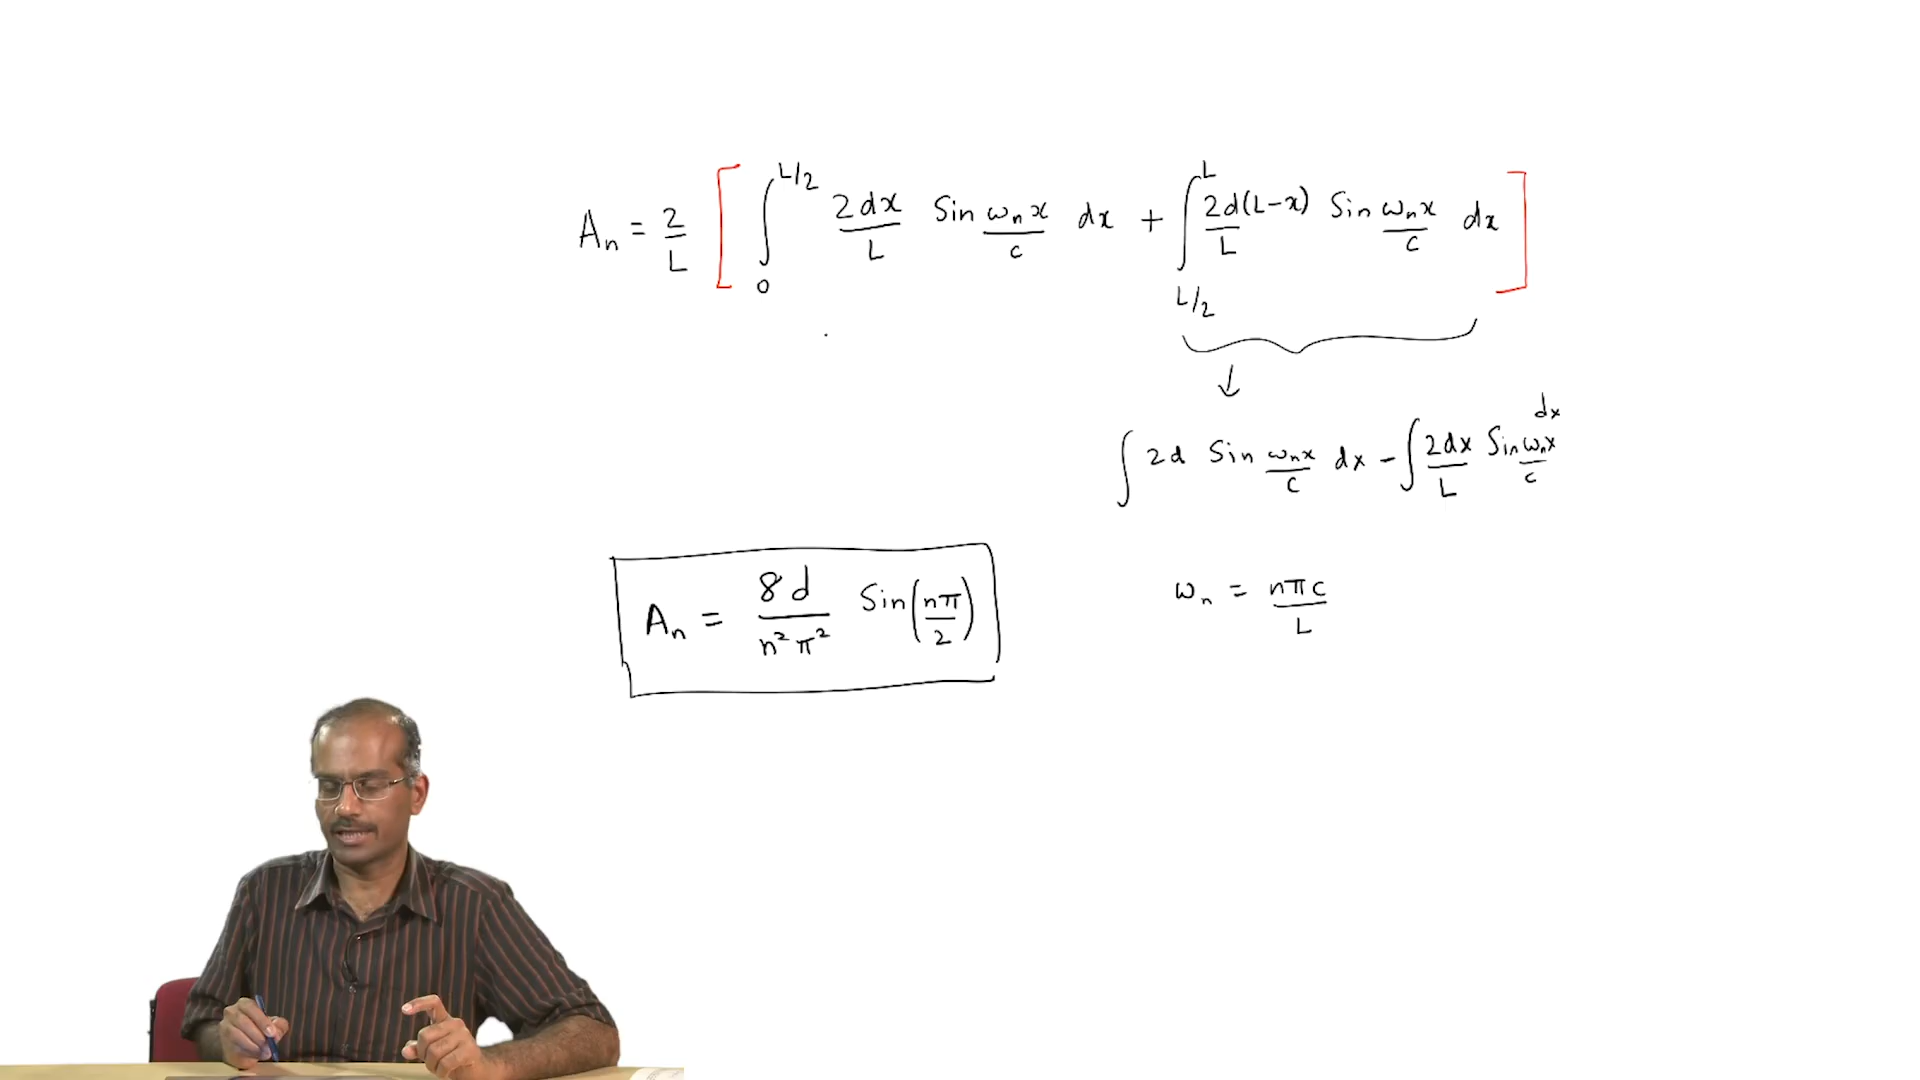 Aₙ = 2/L [ ∫₀^{L/2} 2dx/L Sin ωₙx/c dx + ∫_{L/2}^{L} 2d(L-x)/L Sin ωₙx/c dx ]
↓
∫ 2d Sin ωₙx/c dx - ∫ 2dx/L Sin ωₙx/c dx
Aₙ = 8d/n²π² Sin(nπ/2)
ωₙ = nπc/L